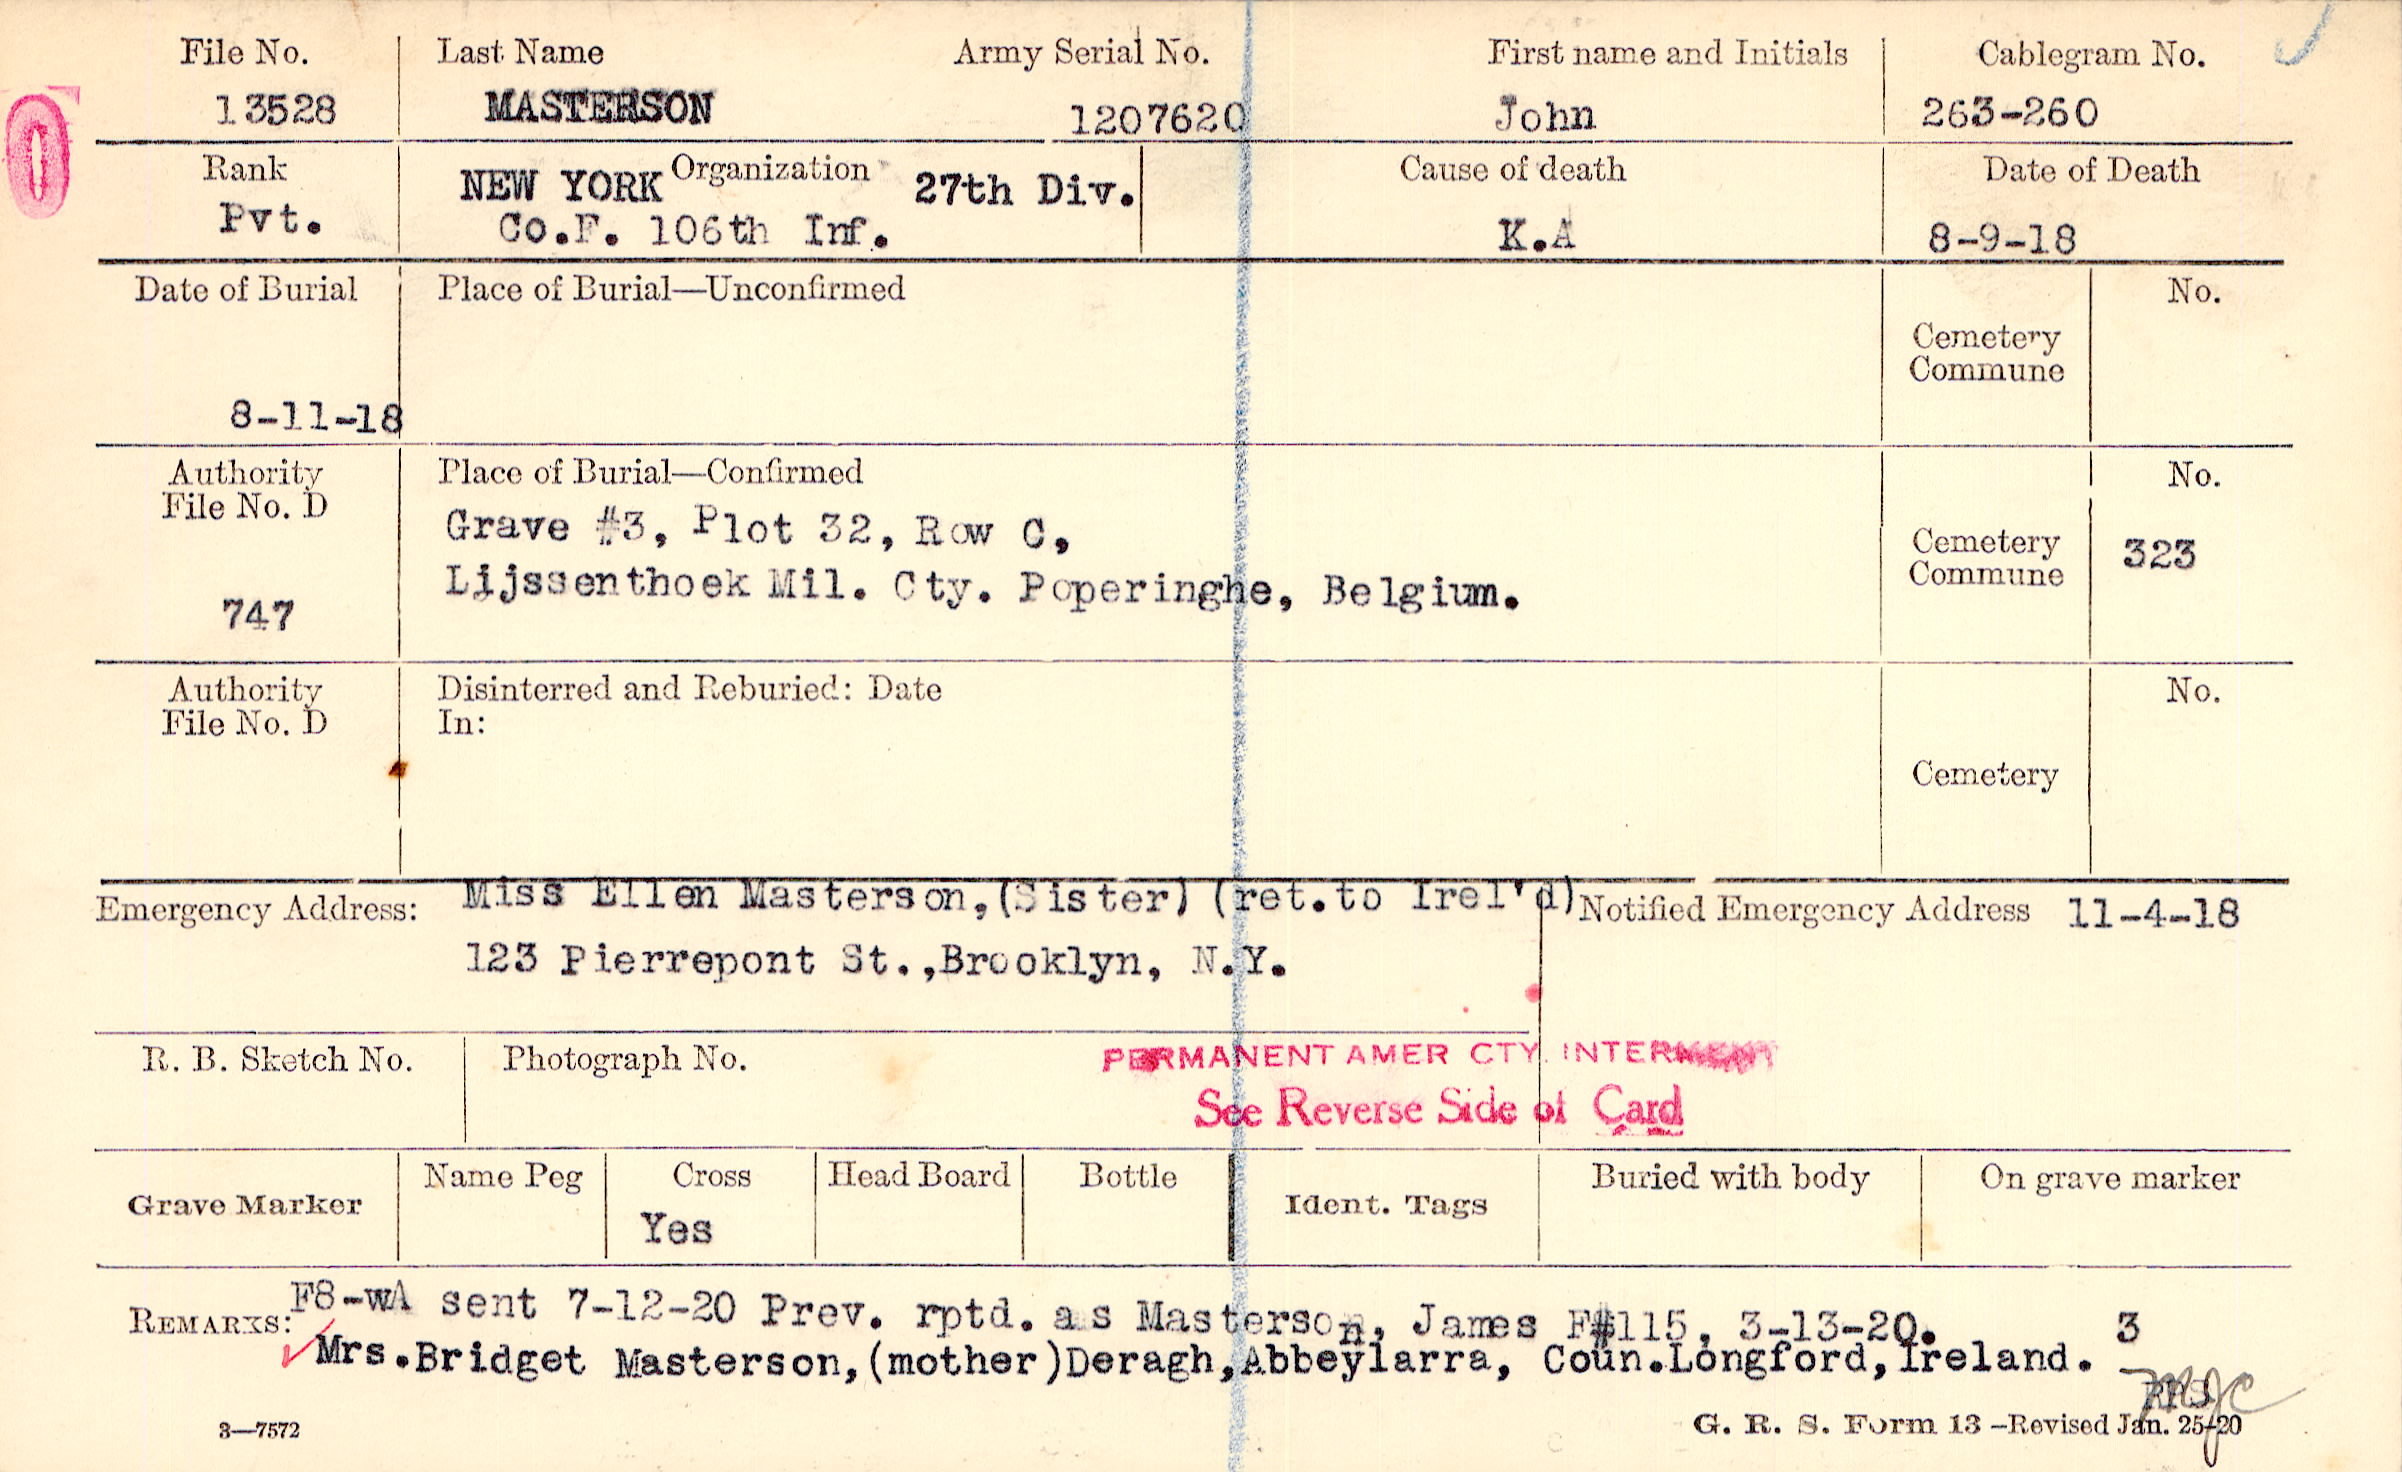 File No. Last Name Army Serial No. First name and Initials Cablegram No.
13528 MASTERSON 1207620 John 263-260
Rank Organization Cause of death Date of Death
NEW YORK 27th Div.
Pvt. Co.F. 106th Inf. K.A 8-9-18
Date of Burial Place of Burial—Unconfirmed No.
Cemetery
Commune
8-11-18
Authority Place of Burial—Confirmed No.
File No. D
Grave #3, Plot 32, Row C,
Cemetery
Commune 323
Lijssenthoek Mil. Cty. Poperinghe, Belgium.
747
Authority Disinterred and Reburied: Date No.
File No. D In:
Cemetery
Emergency Address: Miss Ellen Masterson,(Sister) (ret.to Irel'd) Notified Emergency Address 11-4-18
123 Pierrepont St.,Brooklyn, N.Y.
R. B. Sketch No. Photograph No. PERMANENT AMER CTY. INTERMENT
See Reverse Side of Card
Grave Marker Name Peg Cross Head Board Bottle Ident. Tags Buried with body On grave marker
Yes
REMARKS: F8-wA sent 7-12-20 Prev. rptd. as Masterson, James F#115, 3-13-20. 3
Mrs.Bridget Masterson,(mother)Deragh,Abbeylarra, Coun.Longford,Ireland.
3—7572 G. R. S. Form 13 -Revised Jan. 25-20